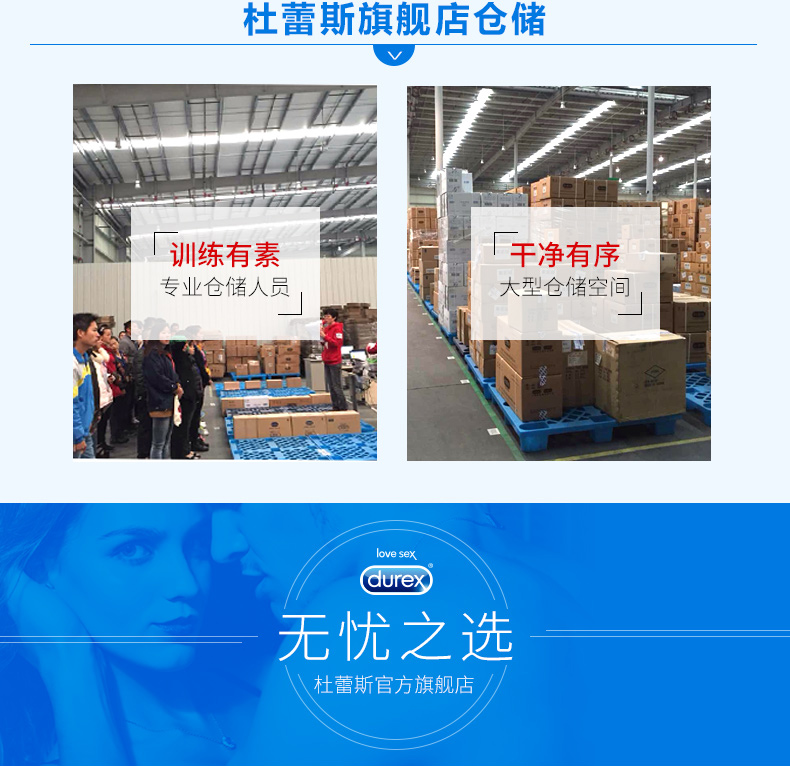 杜蕾斯旗舰店仓储
训练有素
专业仓储人员
干净有序
大型仓储空间
love sex
durex®
无忧之选
杜蕾斯官方旗舰店